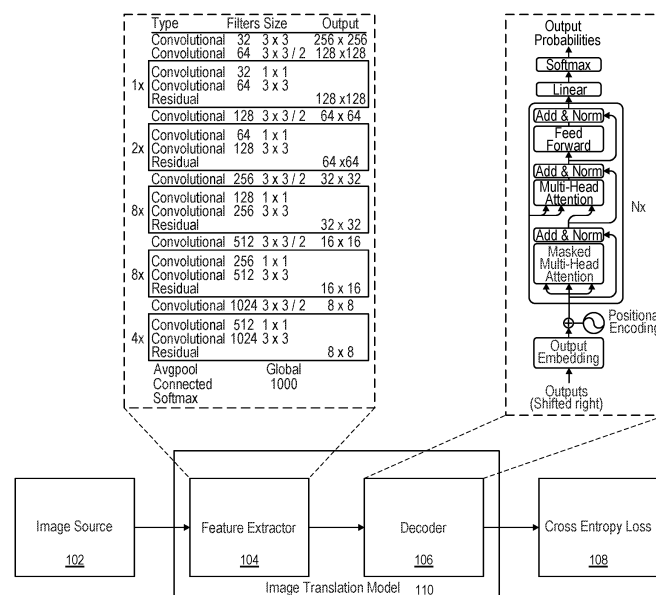 Type Filters Size Output
Convolutional 32 3 x 3 256 x 256
Convolutional 64 3 x 3 / 2 128 x128
1x
Convolutional 32 1 x 1
Convolutional 64 3 x 3
Residual 128 x128
Convolutional 128 3 x 3 / 2 64 x 64
2x
Convolutional 64 1 x 1
Convolutional 128 3 x 3
Residual 64 x64
Convolutional 256 3 x 3 / 2 32 x 32
8x
Convolutional 128 1 x 1
Convolutional 256 3 x 3
Residual 32 x 32
Convolutional 512 3 x 3 / 2 16 x 16
8x
Convolutional 256 1 x 1
Convolutional 512 3 x 3
Residual 16 x 16
Convolutional 1024 3 x 3 / 2 8 x 8
4x
Convolutional 512 1 x 1
Convolutional 1024 3 x 3
Residual 8 x 8
Avgpool Global
Connected 1000
Softmax
Output
Probabilities
Softmax
Linear
Add & Norm
Feed
Forward
Add & Norm
Multi-Head
Attention
Nx
Add & Norm
Masked
Multi-Head
Attention
Positional
Encoding
Output
Embedding
Outputs
(Shifted right)
Image Source
102
Feature Extractor
104
Decoder
106
Cross Entropy Loss
108
Image Translation Model 110